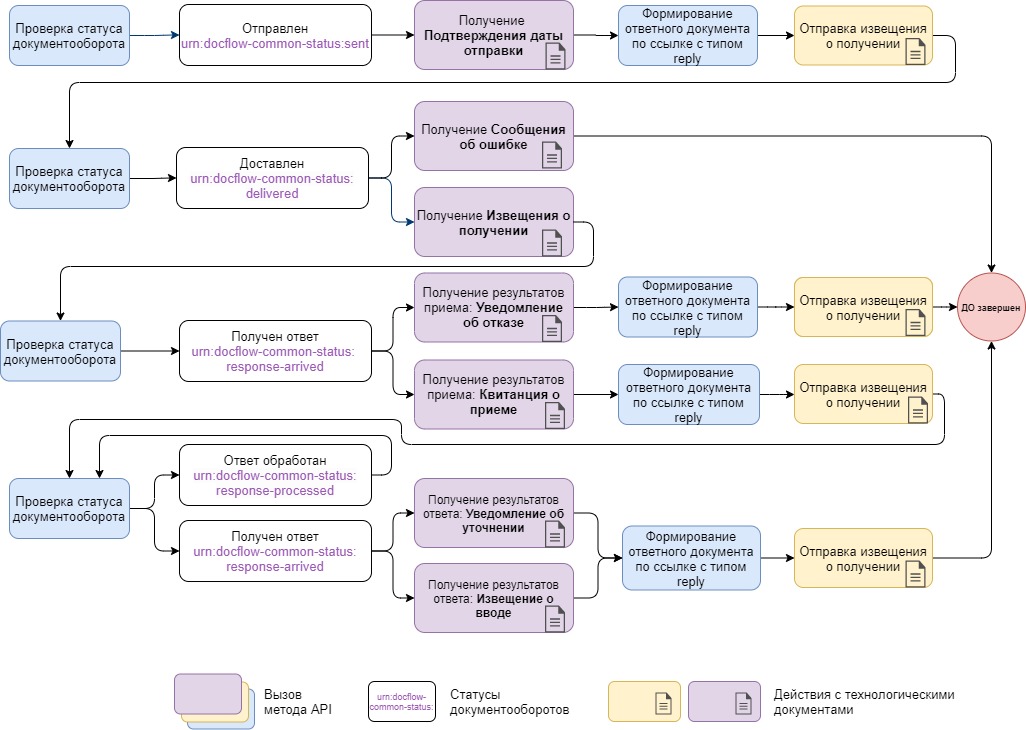 Проверка статуса
документооборота
Отправлен
urn:docflow-common-status:sent
Получение
Подтверждения даты
отправки
Формирование
ответного документа
по ссылке с типом
reply
Отправка извещения
о получении
Проверка статуса
документооборота
Доставлен
urn:docflow-common-status:
delivered
Получение Сообщения
об ошибке
Получение Извещения о
получении
Проверка статуса
документооборота
Получен ответ
urn:docflow-common-status:
response-arrived
Получение результатов
приема: Уведомление
об отказе
Формирование
ответного документа
по ссылке с типом
reply
Отправка извещения
о получении
ДО завершен
Получение результатов
приема: Квитанция о
приеме
Формирование
ответного документа
по ссылке с типом
reply
Отправка извещения
о получении
Проверка статуса
документооборота
Ответ обработан
urn:docflow-common-status:
response-processed
Получен ответ
urn:docflow-common-status:
response-arrived
Получение результатов
ответа: Уведомление об
уточнении
Получение результатов
ответа: Извещение о
вводе
Формирование
ответного документа
по ссылке с типом
reply
Отправка извещения
о получении
Вызов
метода API
urn:docflow-
common-status:
Статусы
документооборотов
Действия с технологическими
документами